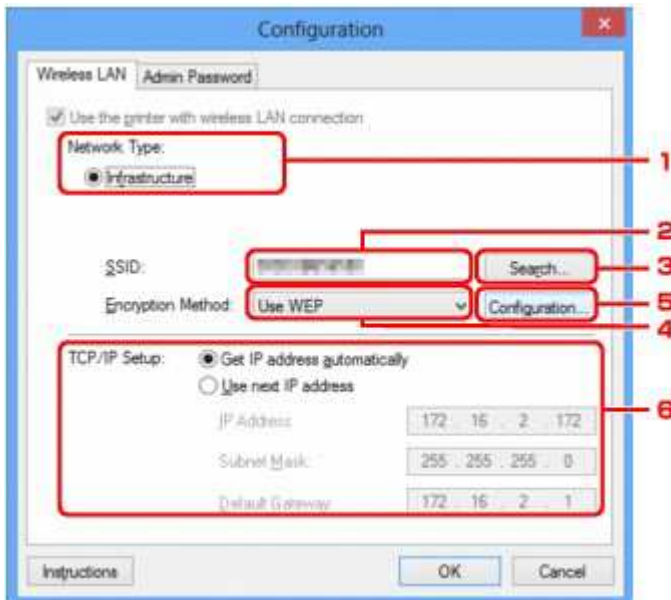 Configuration
Wireless LAN Admin Password
Use the printer with wireless LAN connection
Network Type:
Infrastructure
1
2
SSID: Search... 3
Encryption Method: Use WEP Configuration... 5
4
TCP/IP Setup: Get IP address automatically
Use next IP address
6
IP Address: 172 . 16 . 2 . 172
Subnet Mask: 255 . 255 . 255 . 0
Default Gateway: 172 . 16 . 2 . 1
Instructions OK Cancel